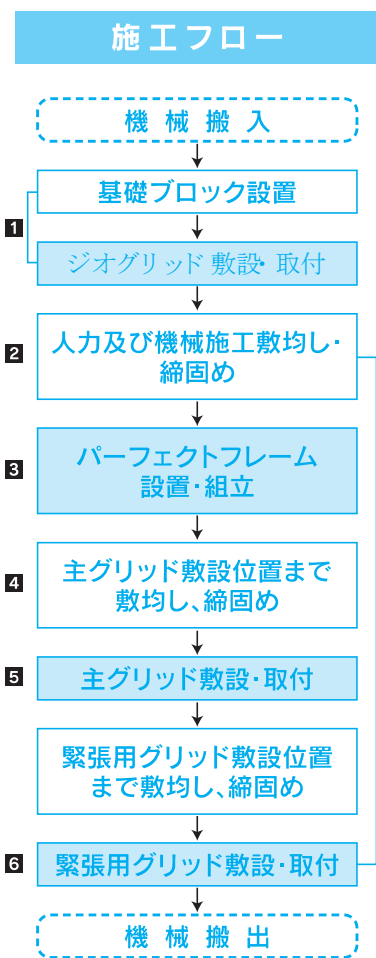 施工フロー
機械搬入
基礎ブロック設置
1
ジオグリッド敷設・取付
2
人力及び機械施工敷均し・
締固め
3
パーフェクトフレーム
設置・組立
4
主グリッド敷設位置まで
敷均し、締固め
5
主グリッド敷設・取付
緊張用グリッド敷設位置
まで敷均し、締固め
6
緊張用グリッド敷設・取付
機械搬出